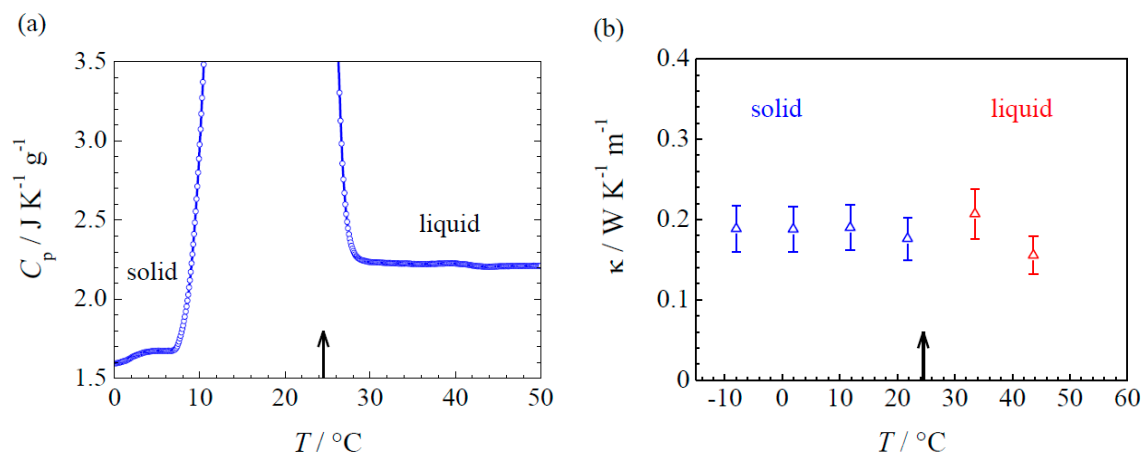 (a)
3.5
3.0
2.5
2.0
1.5
C_p / J K⁻¹ g⁻¹
solid
liquid
0 10 20 30 40 50
T / °C
(b)
0.4
0.3
0.2
0.1
0
κ / W K⁻¹ m⁻¹
solid
liquid
-10 0 10 20 30 40 50 60
T / °C